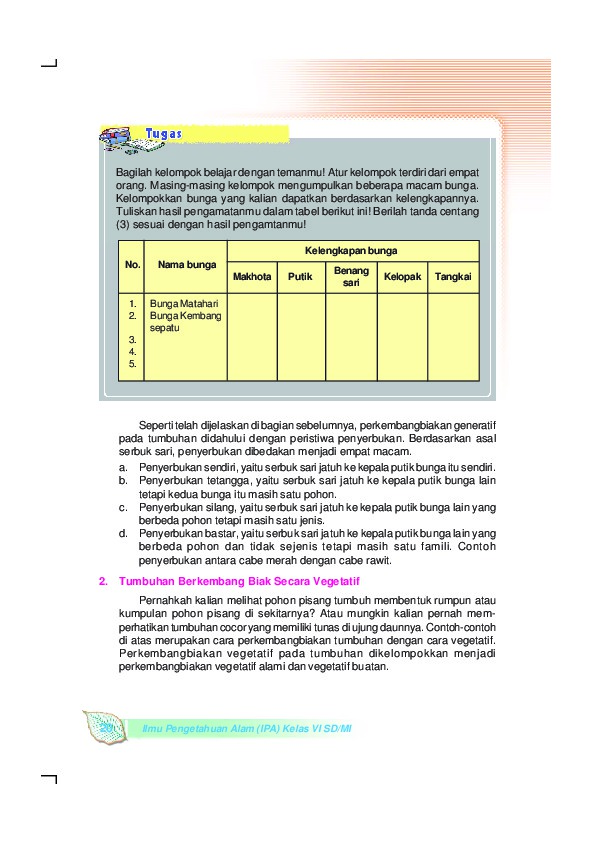 Tugas
Bagilah kelompok belajar dengan temanmu! Atur kelompok terdiri dari empat
orang. Masing-masing kelompok mengumpulkan beberapa macam bunga.
Kelompokkan bunga yang kalian dapatkan berdasarkan kelengkapannya.
Tuliskan hasil pengamatanmu dalam tabel berikut ini! Berilah tanda centang
(3) sesuai dengan hasil pengamtanmu!
Kelengkapan bunga
No. Nama bunga
Makhota Putik Benang sari Kelopak Tangkai
1. Bunga Matahari
2. Bunga Kembang
sepatu
3.
4.
5.
Seperti telah dijelaskan di bagian sebelumnya, perkembangbiakan generatif
pada tumbuhan didahului dengan peristiwa penyerbukan. Berdasarkan asal
serbuk sari, penyerbukan dibedakan menjadi empat macam.
a. Penyerbukan sendiri, yaitu serbuk sari jatuh ke kepala putik bunga itu sendiri.
b. Penyerbukan tetangga, yaitu serbuk sari jatuh ke kepala putik bunga lain
tetapi kedua bunga itu masih satu pohon.
c. Penyerbukan silang, yaitu serbuk sari jatuh ke kepala putik bunga lain yang
berbeda pohon tetapi masih satu jenis.
d. Penyerbukan bastar, yaitu serbuk sari jatuh ke kepala putik bunga lain yang
berbeda pohon dan tidak sejenis tetapi masih satu famili. Contoh
penyerbukan antara cabe merah dengan cabe rawit.
2. Tumbuhan Berkembang Biak Secara Vegetatif
Pernahkah kalian melihat pohon pisang tumbuh membentuk rumpun atau
kumpulan pohon pisang di sekitarnya? Atau mungkin kalian pernah mem-
perhatikan tumbuhan cocor yang memiliki tunas di ujung daunnya. Contoh-contoh
di atas merupakan cara perkembangbiakan tumbuhan dengan cara vegetatif.
Perkembangbiakan vegetatif pada tumbuhan dikelompokkan menjadi
perkembangbiakan vegetatif alami dan vegetatif buatan.
Ilmu Pengetahuan Alam (IPA) Kelas VI SD/MI